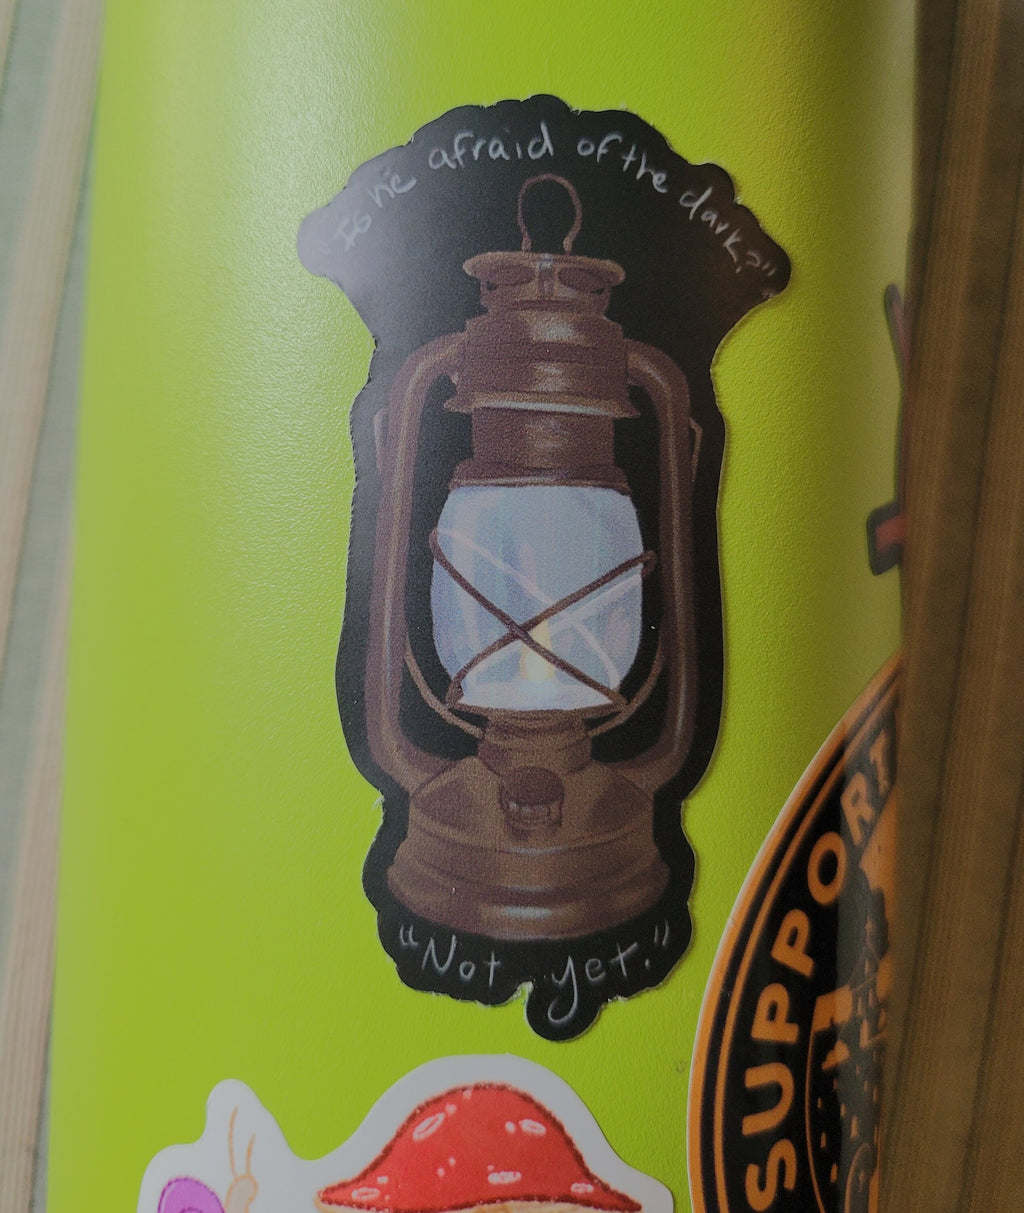 "Is he afraid of the dark?"
"Not yet."
SUPPORT